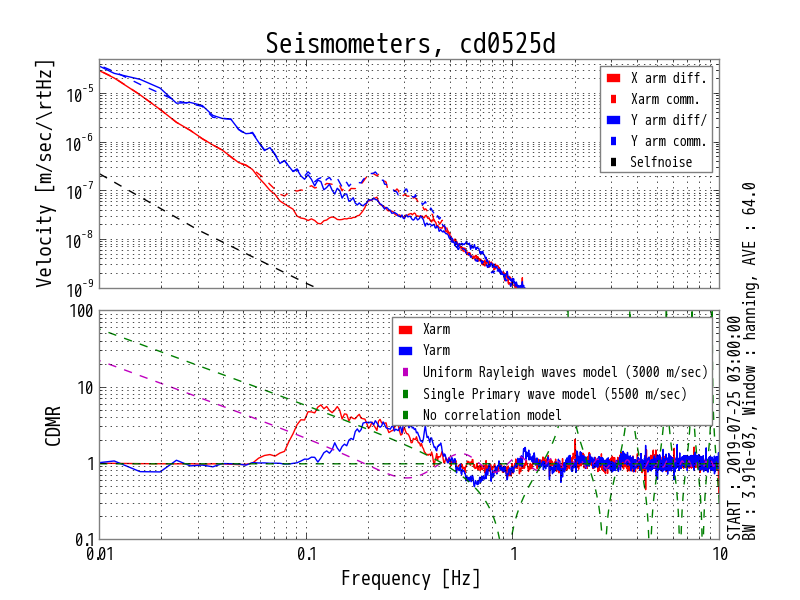 Seismometers, cd0525d
Velocity [m/sec/\rtHz]
10^-5
10^-6
10^-7
10^-8
10^-9
X arm diff.
Xarm comm.
Y arm diff/
Y arm comm.
Selfnoise
CDMR
100
10
1
0.1
Xarm
Yarm
Uniform Rayleigh waves model (3000 m/sec)
Single Primary wave model (5500 m/sec)
No correlation model
0.01
0.1
1
10
Frequency [Hz]
START : 2019-07-25 03:00:00
BW : 3.91e-03, Window : hanning, AVE : 64.0